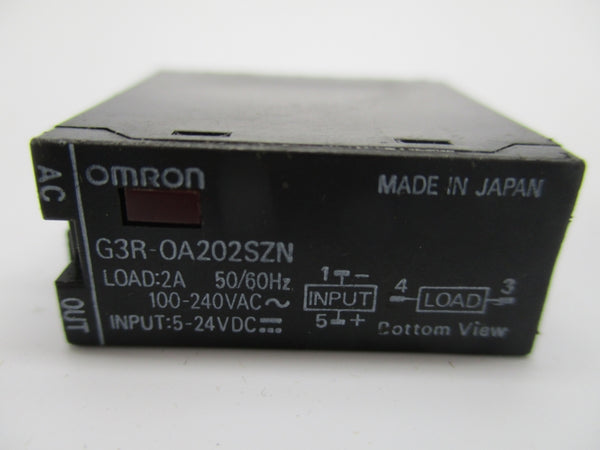 AC
OUT
OMRON
MADE IN JAPAN
G3R-OA202SZN
LOAD:2A 50/60Hz
100-240VAC~
INPUT:5-24VDC⎓
1 -
INPUT
5 +
4 LOAD 3
Bottom View